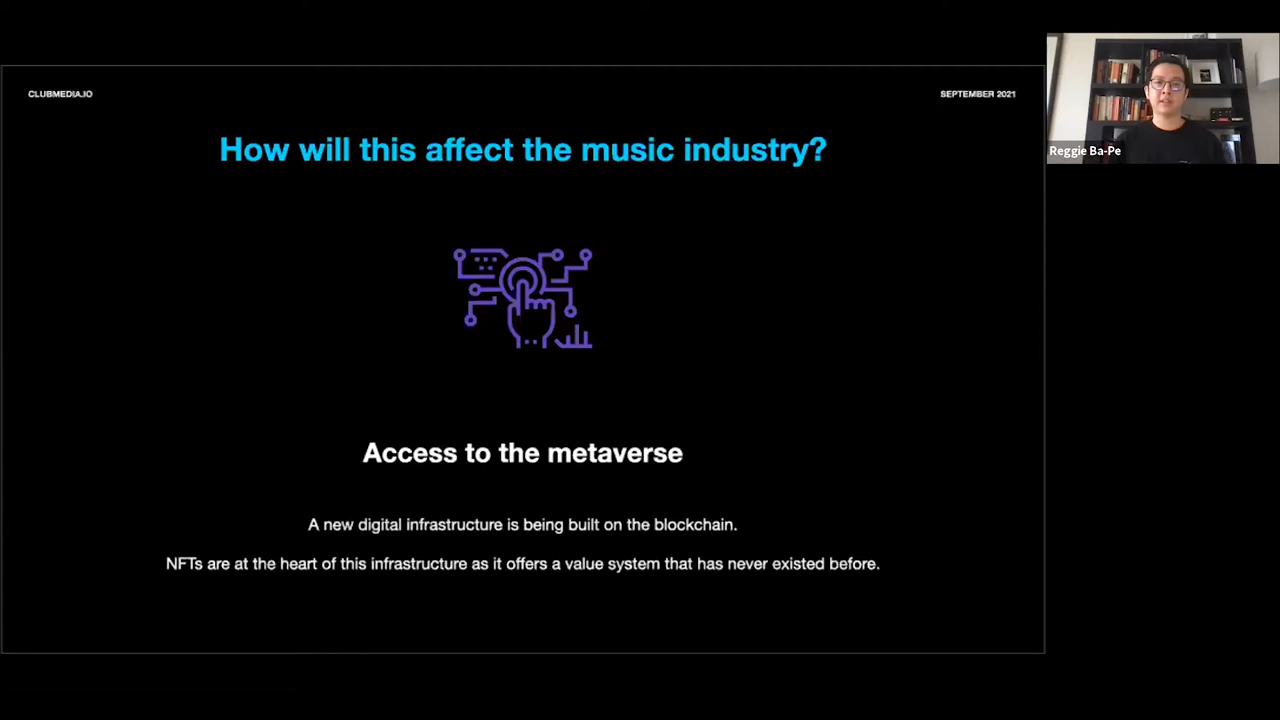 CLUBMEDIA.IO
SEPTEMBER 2021
How will this affect the music industry?
Access to the metaverse
A new digital infrastructure is being built on the blockchain.
NFTs are at the heart of this infrastructure as it offers a value system that has never existed before.
Reggie Ba-Pe